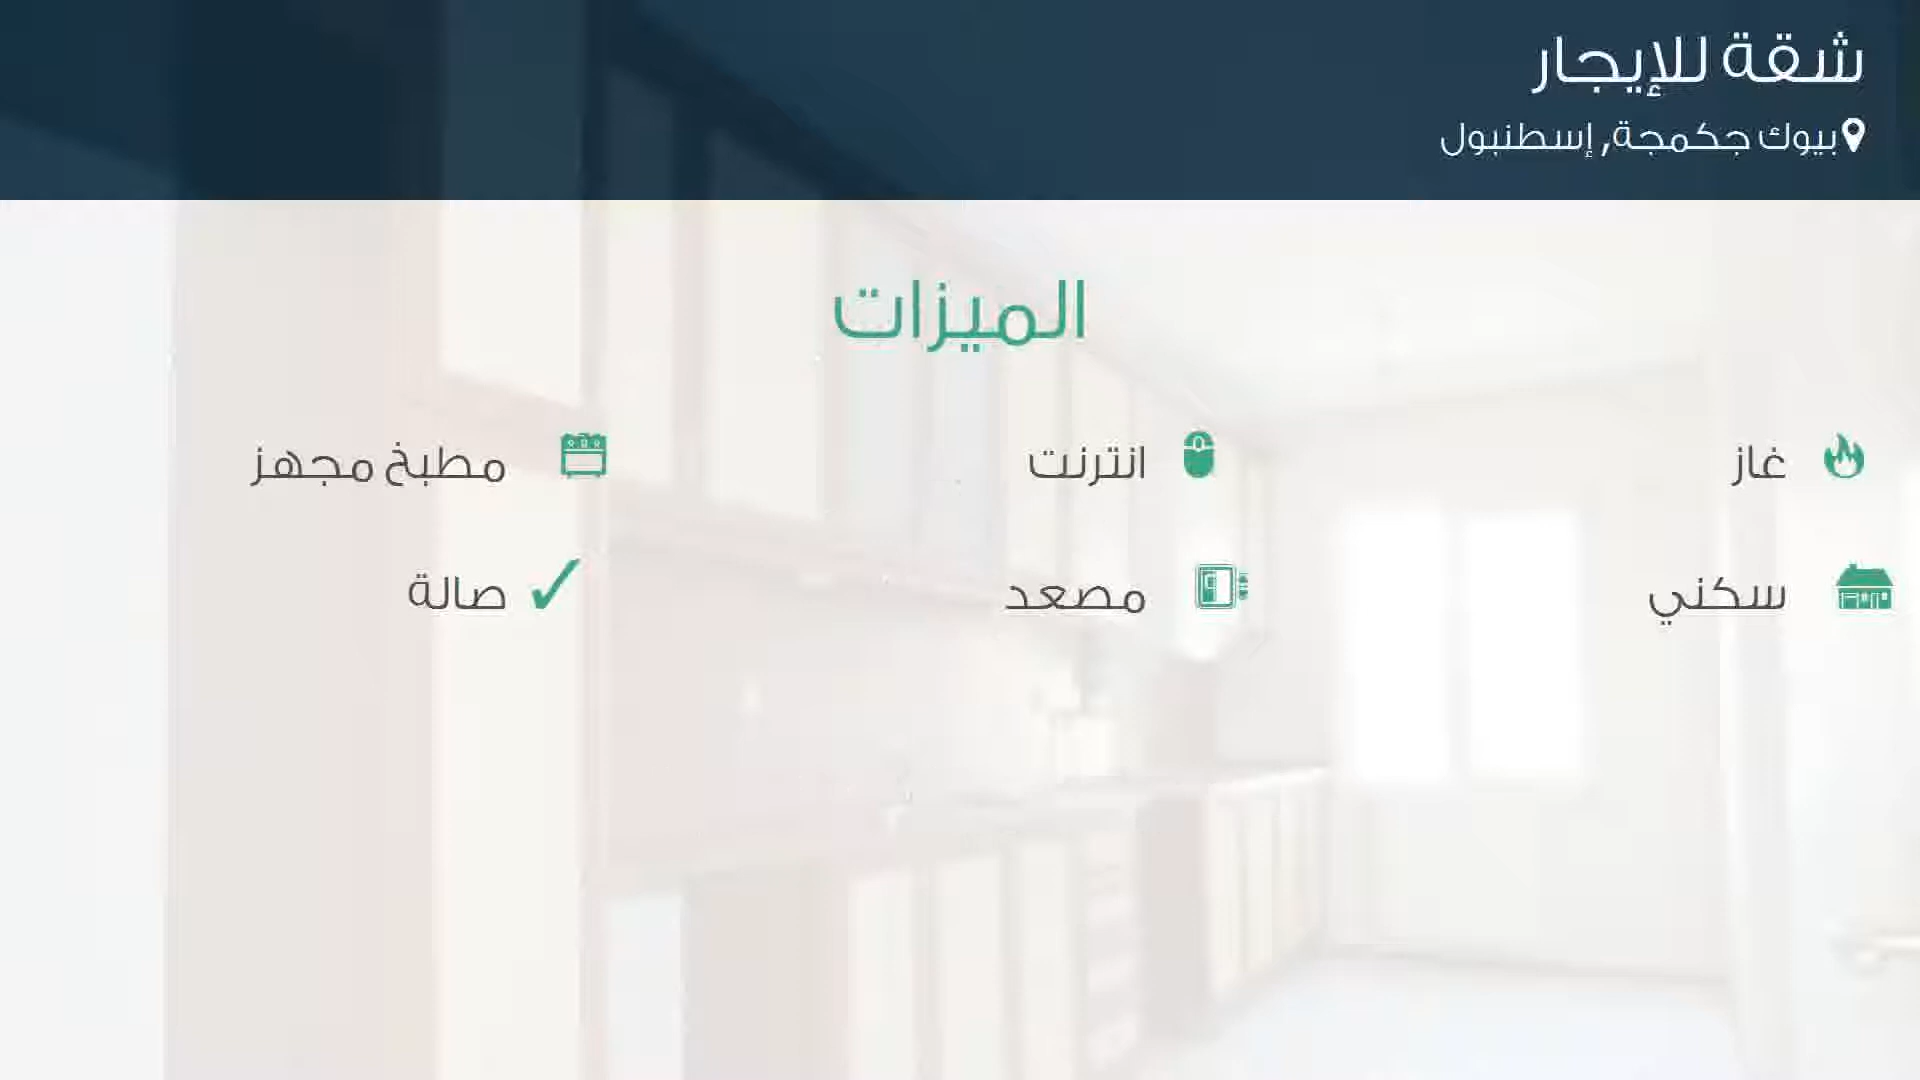 شقة للإيجار
بيوك جكمجة, إسطنبول
الميزات
غاز
انترنت
مطبخ مجهز
سكني
مصعد
صالة